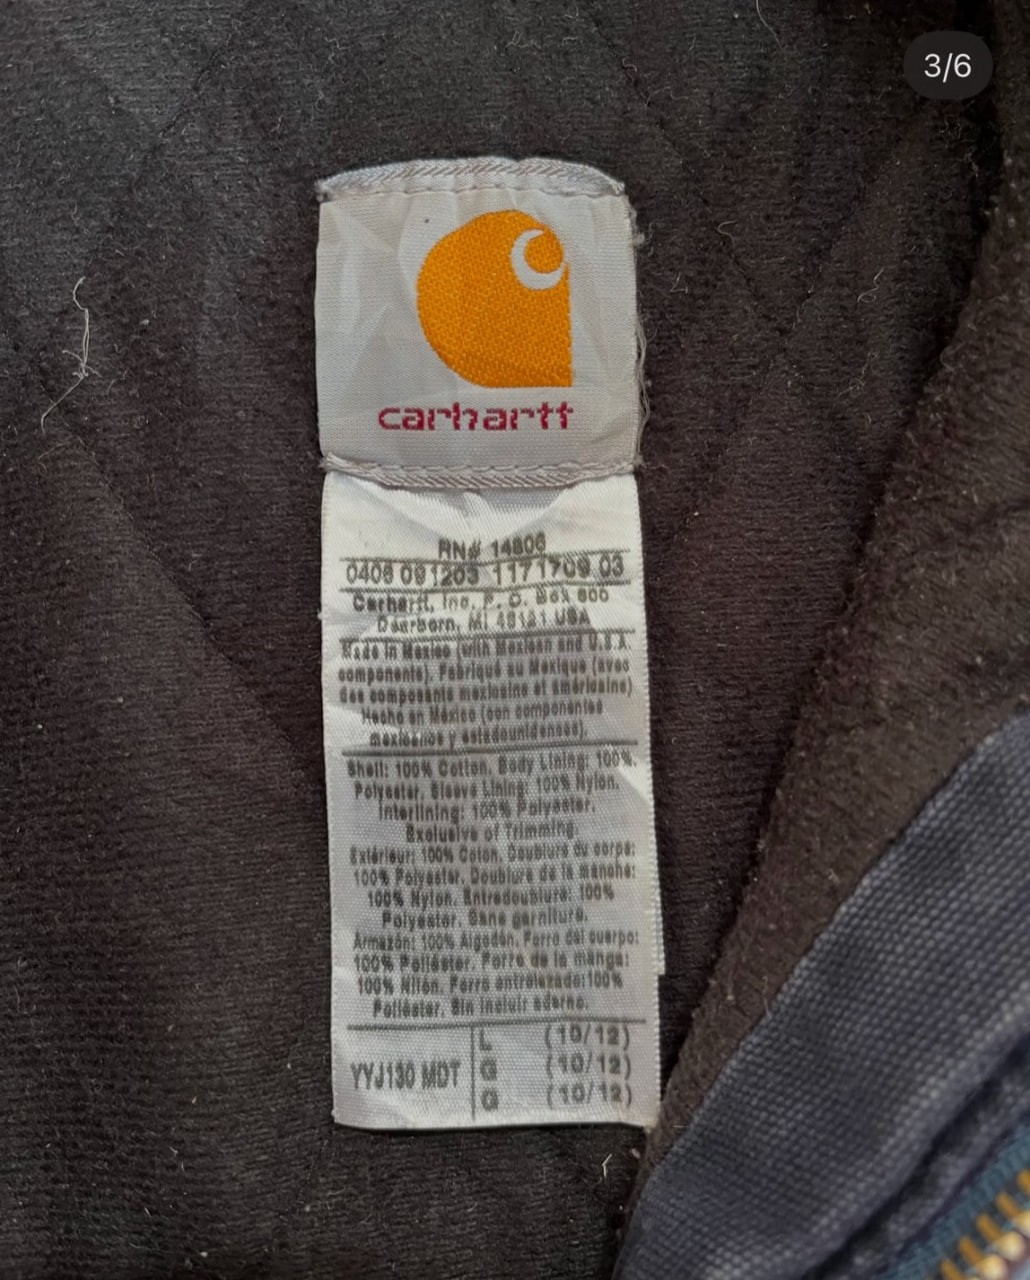 3/6
carhartt
RN# 14806
0406 091203 1171709 03
Carhartt, Inc. P. O. Box 600
Dearborn, MI 48121 USA
Made in Mexico (with Mexican and U.S.A.
components). Fabriqué au Mexique (avec
des composants mexicains et américains)
Hecho en México (con componentes
mexicanos y estadounidenses).
Shell: 100% Cotton. Body Lining: 100%
Polyester. Sleeve Lining: 100% Nylon.
Interlining: 100% Polyester.
Exclusive of Trimming.
Extérieur: 100% Coton. Doublure du corps:
100% Polyester. Doublure de la manche:
100% Nylon. Entredoublure: 100%
Polyester. Sans garniture.
Armazón: 100% Algodón. Forro del cuerpo:
100% Poliéster. Forro de la manga:
100% Nilón. Forro entrelazado:100%
Poliéster. Sin incluir adorno.
YYJ130 MDT
L (10/12)
G (10/12)
G (10/12)